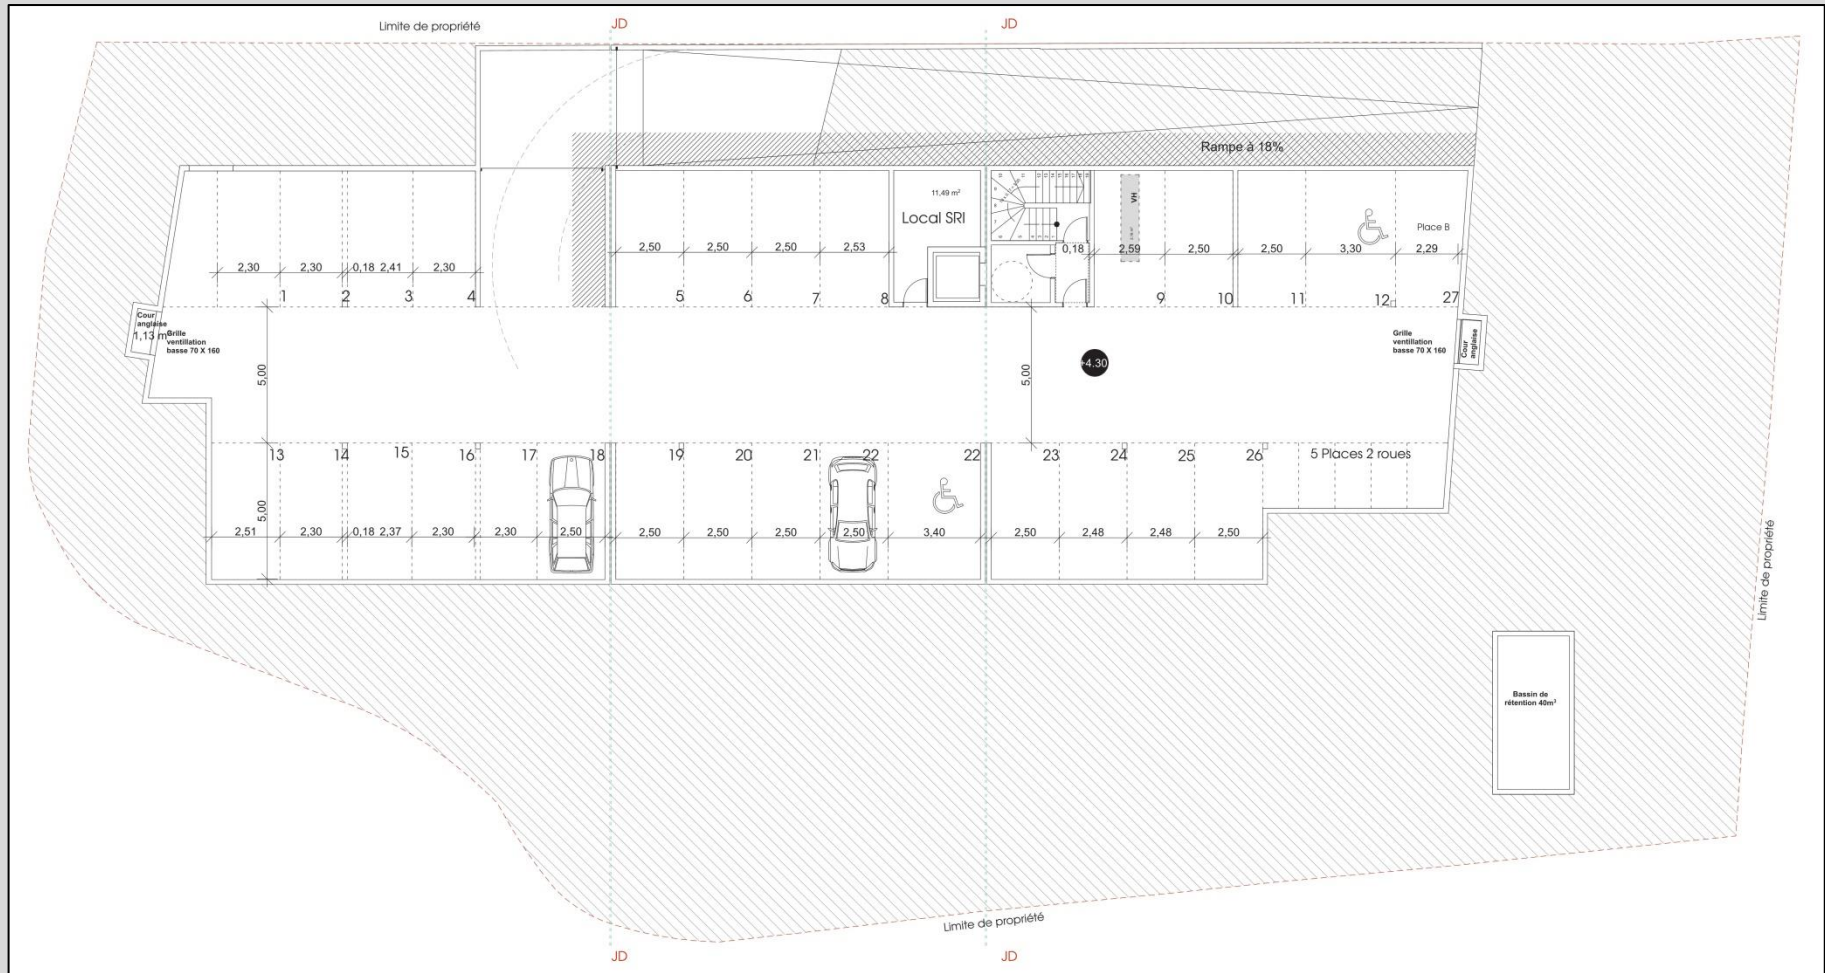 Limite de propriété
JD
JD
Rampe à 18%
VH
11,49 m²
Local SRI
Place B
2,30
2,30
0,18
2,41
2,30
2,50
2,50
2,50
2,53
0,18
2,59
2,50
2,50
3,30
2,29
1
2
3
4
5
6
7
8
9
10
11
12
27
Cour
anglaise
1,13 m
Grille
ventilation
basse 70 X 160
5,00
5,00
+4.30
Grille
ventilation
basse 70 X 160
Cour
anglaise
13
14
15
16
17
18
19
20
21
22
22
23
24
25
26
5 Places 2 roues
5,00
2,51
2,30
0,18
2,37
2,30
2,30
2,50
2,50
2,50
2,50
2,50
3,40
2,50
2,48
2,48
2,50
Limite de propriété
Bassin de
rétention 40m³
Limite de propriété
JD
JD